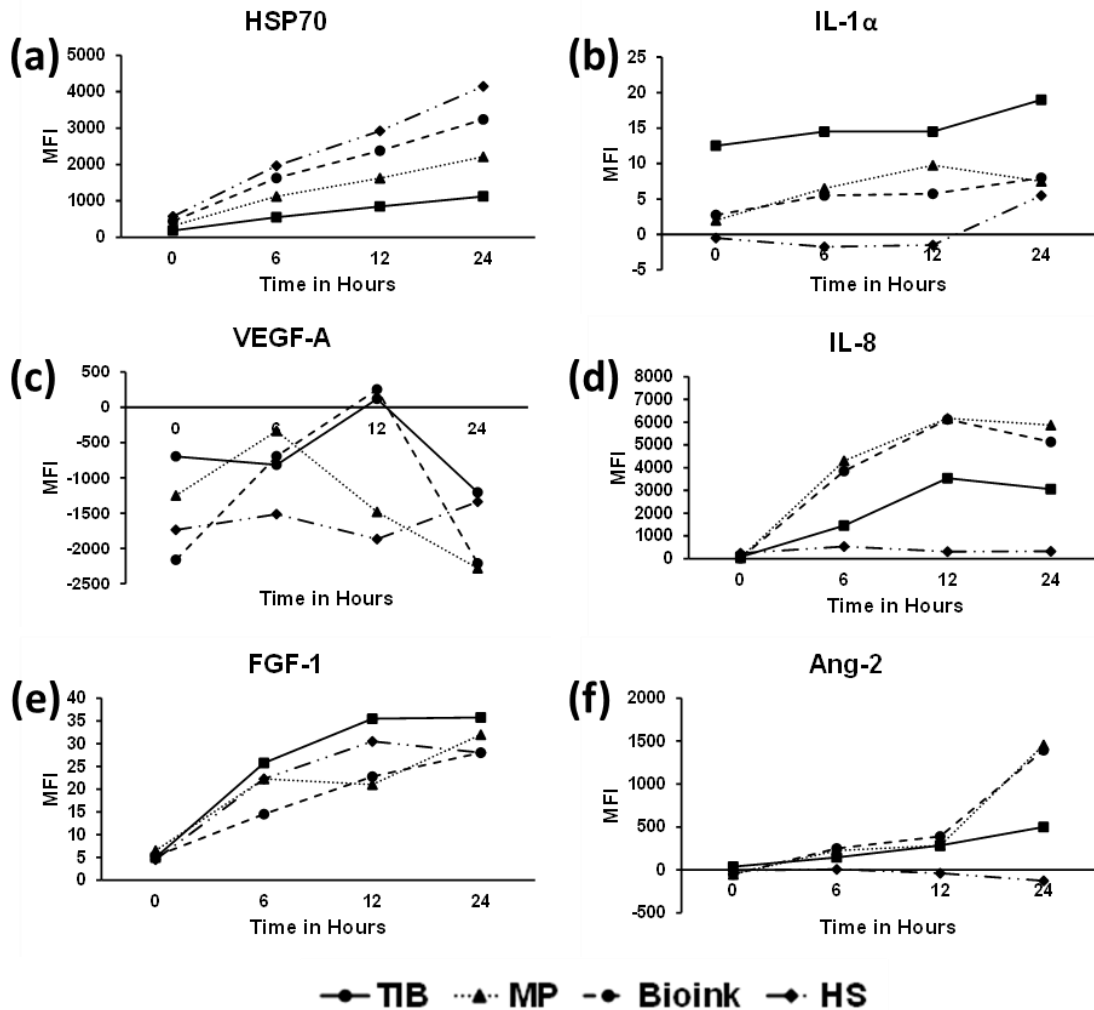 HSP70
(a)
5000
4000
3000
2000
1000
0
MFI
0 6 12 24
Time in Hours
IL-1α
(b)
25
20
15
10
5
0
-5
MFI
0 6 12 24
Time in Hours
VEGF-A
(c)
500
0
-500
-1000
-1500
-2000
-2500
MFI
0 6 12 24
Time in Hours
IL-8
(d)
8000
7000
6000
5000
4000
3000
2000
1000
0
MFI
0 6 12 24
Time in Hours
FGF-1
(e)
40
35
30
25
20
15
10
5
0
MFI
0 6 12 24
Time in Hours
Ang-2
(f)
2000
1500
1000
500
0
-500
MFI
0 6 12 24
Time in Hours
TIB MP Bioink HS